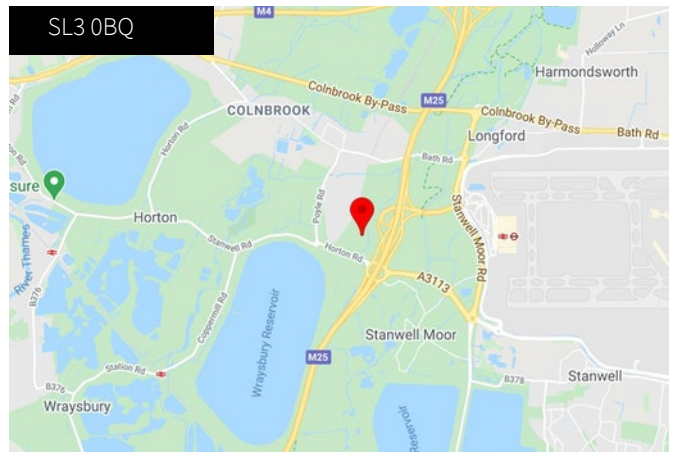 SL3 0BQ
M4
Holloway Ln
Harmondsworth
Colnbrook By-Pass
M25
COLNBROOK
Colnbrook By-Pass
Longford
Bath Rd
Horton Rd
Bath Rd
sure
Poyle Rd
Horton
Stanwell Rd
Horton Rd
Stanwell Moor Rd
River Thames
B376
A3113
Coppermill Rd
Wraysbury Reservoir
Stanwell Moor
M25
Station Rd
B376
B378
Stanwell
Wraysbury
Reservoir